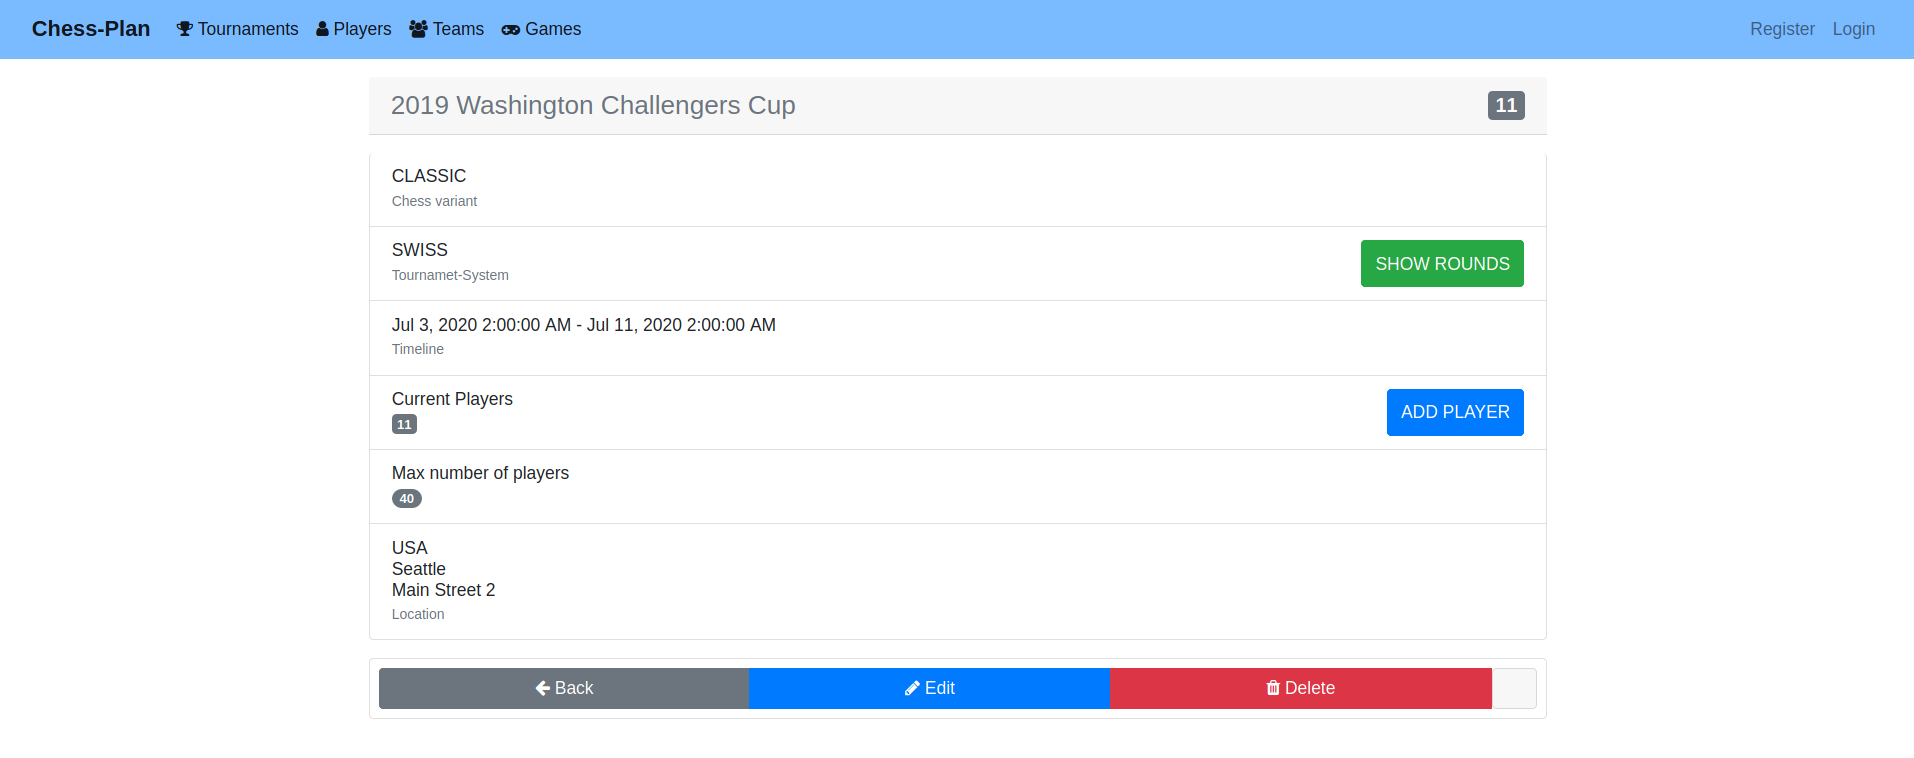 Chess-Plan Tournaments Players Teams Games Register Login
2019 Washington Challengers Cup 11
CLASSIC
Chess variant
SWISS
Tournamet-System
SHOW ROUNDS
Jul 3, 2020 2:00:00 AM - Jul 11, 2020 2:00:00 AM
Timeline
Current Players
11
ADD PLAYER
Max number of players
40
USA
Seattle
Main Street 2
Location
Back Edit Delete